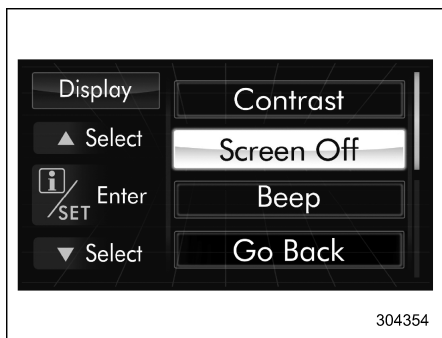 Display
▲ Select
i/SET Enter
▼ Select
Contrast
Screen Off
Beep
Go Back
304354